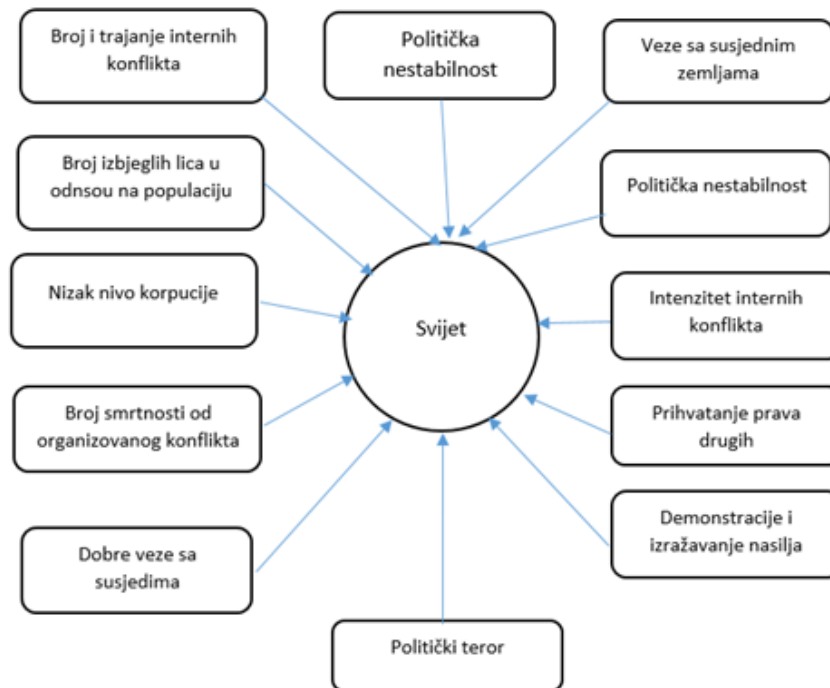 Broj i trajanje internih
konflikta
Politička
nestabilnost
Veze sa susjednim
zemljama
Broj izbjeglih lica u
odnsou na populaciju
Politička nestabilnost
Nizak nivo korpucije
Svijet
Intenzitet internih
konflikta
Broj smrtnosti od
organizovanog konflikta
Prihvatanje prava
drugih
Dobre veze sa
susjedima
Demonstracije i
izražavanje nasilja
Politički teror